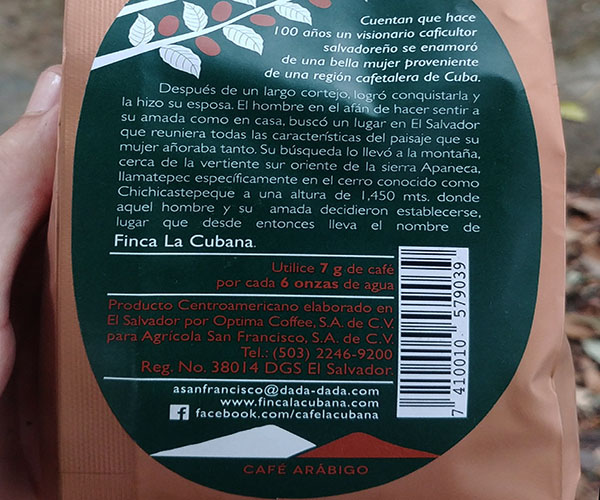 Cuentan que hace
100 años un visionario caficultor
salvadoreño se enamoró
de una bella mujer proveniente
de una región cafetalera de Cuba.
Después de un largo cortejo, logró conquistarla y
la hizo su esposa. El hombre en el afán de hacer sentir a
su amada como en casa, buscó un lugar en El Salvador
que reuniera todas las características del paisaje que su
mujer añoraba tanto. Su búsqueda lo llevó a la montaña,
cerca de la vertiente sur oriente de la sierra Apaneca,
llamatepec específicamente en el cerro conocido como
Chichicastepeque a una altura de 1,450 mts. donde
aquel hombre y su amada decidieron establecerse,
lugar que desde entonces lleva el nombre de
Finca La Cubana.
Utilice 7 g de café
por cada 6 onzas de agua
Producto Centroamericano elaborado en
El Salvador por Optima Coffee, S.A. de C.V.
para Agrícola San Francisco, S.A. de C.V.
Tel.: (503) 2246-9200
Reg. No. 38014 DGS El Salvador.
asanfrancisco@dada-dada.com
www.fincalacubana.com
facebook.com/cafelacubana
7 410010 579039
CAFÉ ARÁBIGO